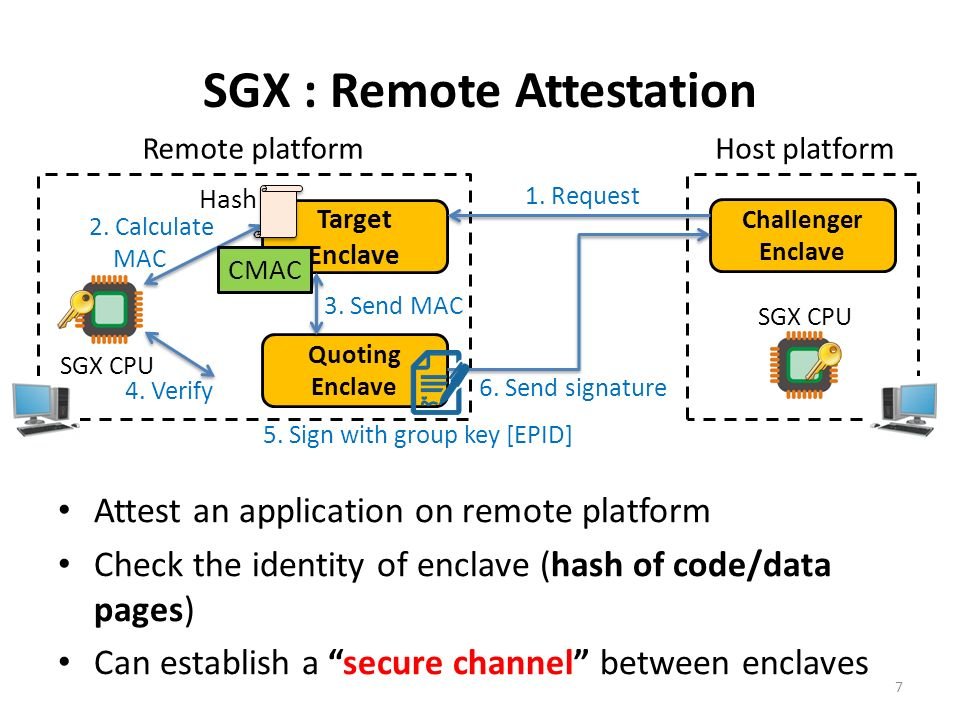 SGX : Remote Attestation
Remote platform
Host platform
Hash
1. Request
Target
Enclave
Challenger
Enclave
2. Calculate
MAC
CMAC
3. Send MAC
SGX CPU
Quoting
Enclave
SGX CPU
4. Verify
6. Send signature
5. Sign with group key [EPID]
• Attest an application on remote platform
• Check the identity of enclave (hash of code/data
pages)
• Can establish a “secure channel” between enclaves
7